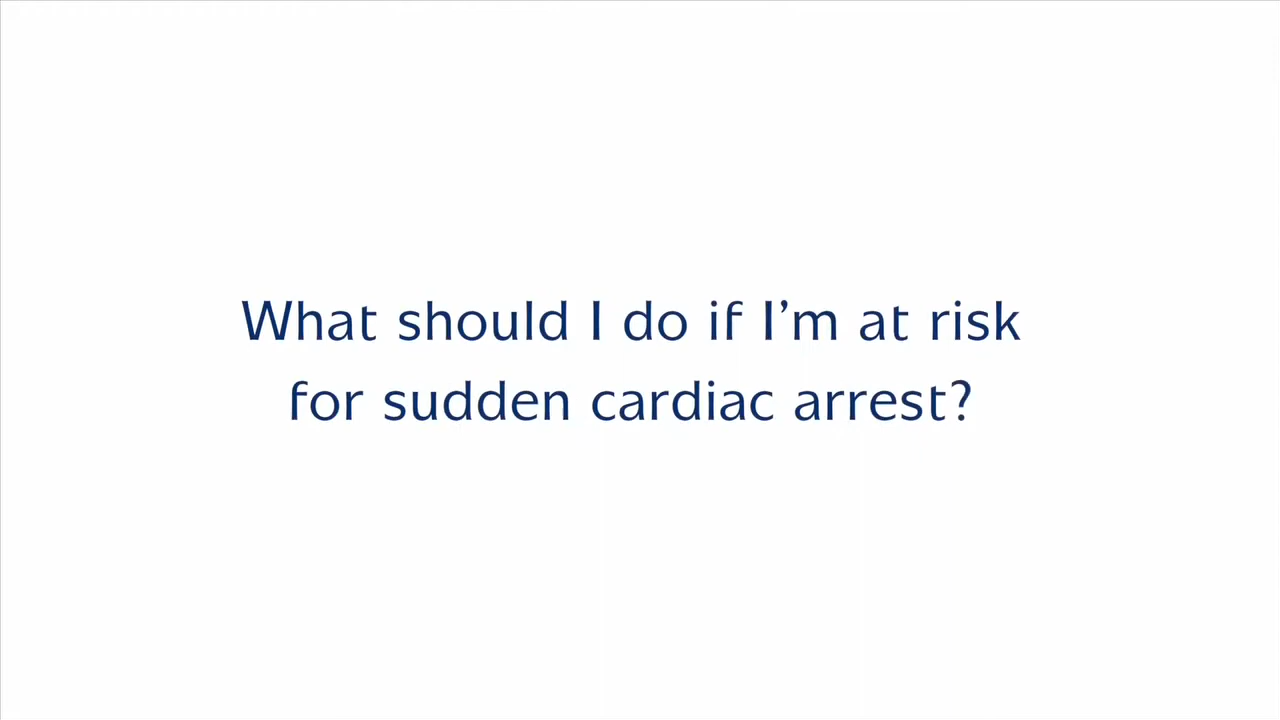 What should I do if I’m at risk
for sudden cardiac arrest?